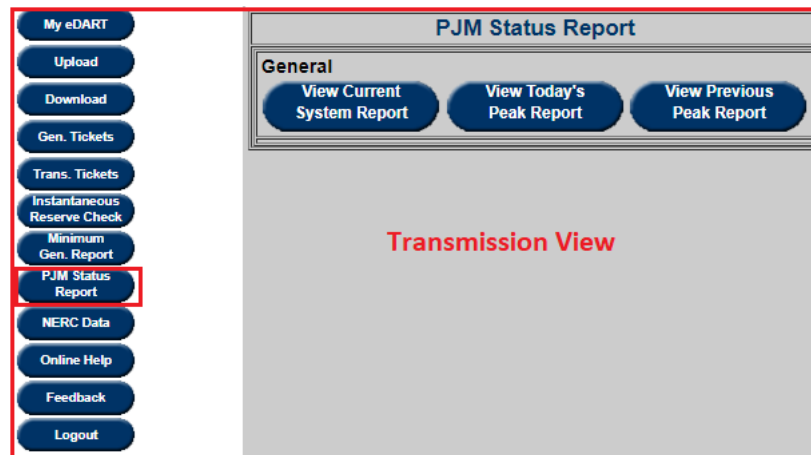 My eDART
Upload
Download
Gen. Tickets
Trans. Tickets
Instantaneous
Reserve Check
Minimum
Gen. Report
PJM Status
Report
NERC Data
Online Help
Feedback
Logout
PJM Status Report
General
View Current
System Report
View Today's
Peak Report
View Previous
Peak Report
Transmission View